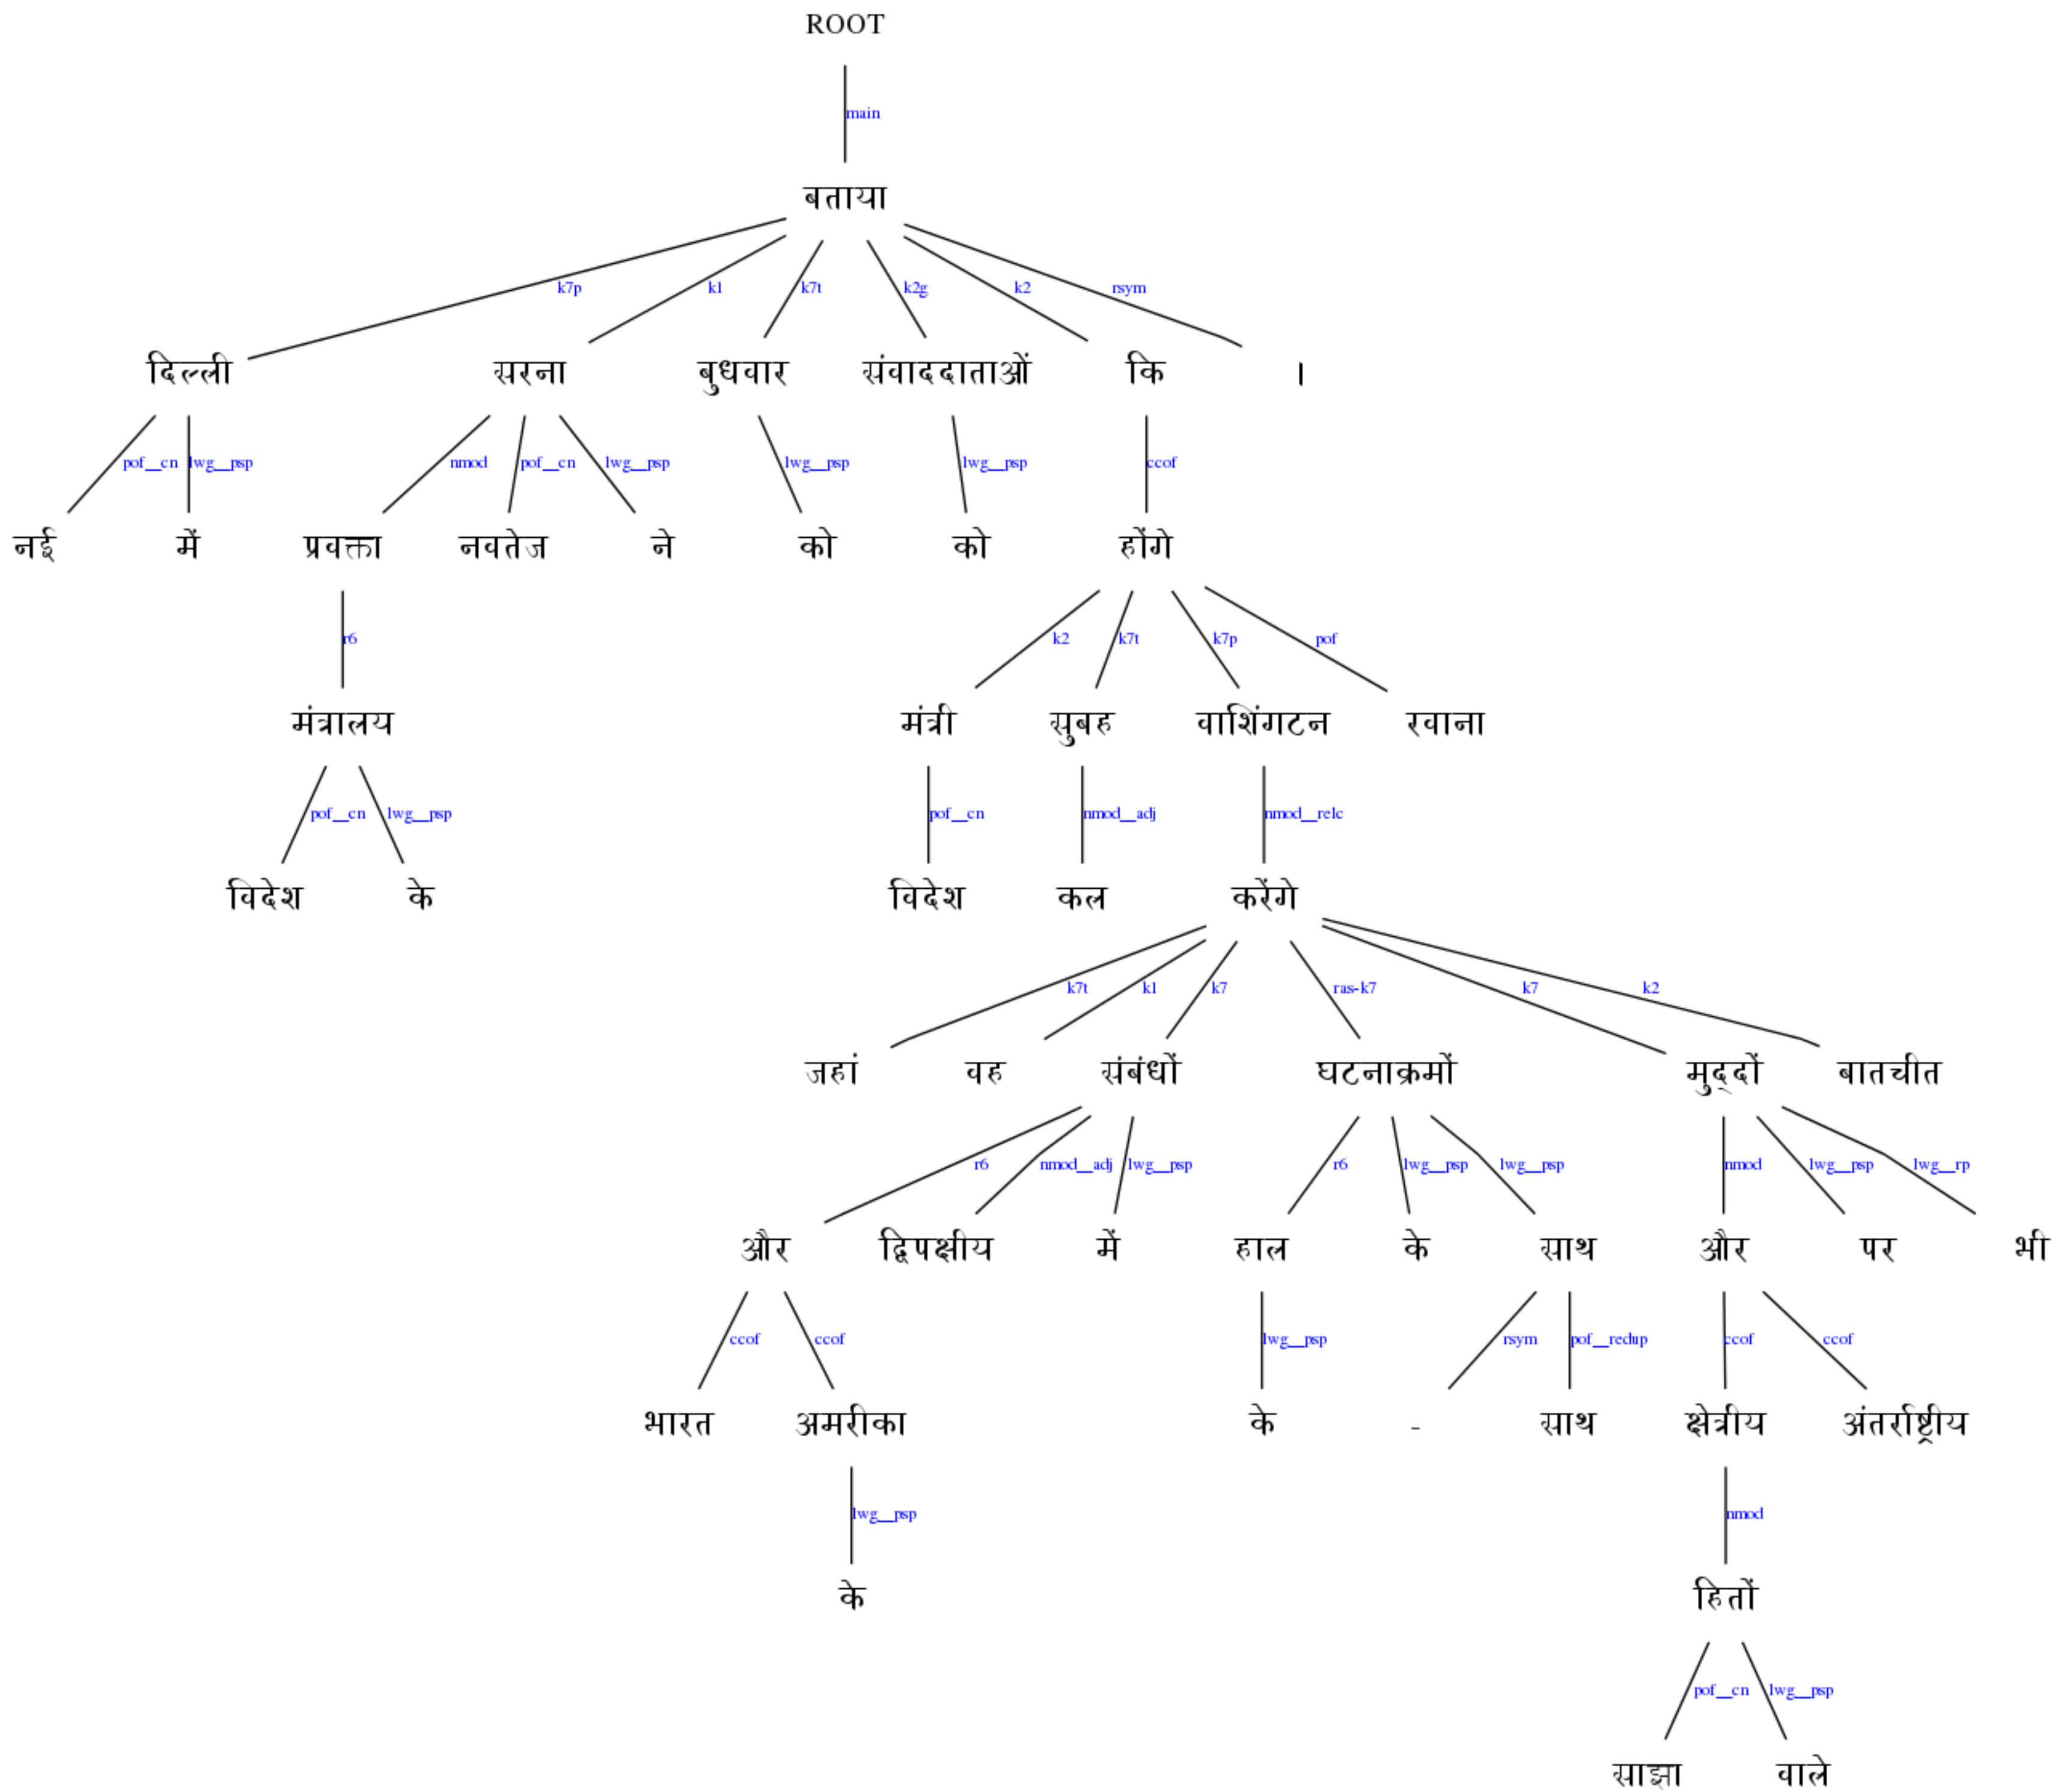 ROOT
main
बताया
k7p k1 k7t k2g k2 rsym
दिल्ली सरना बुधवार संवाददाताओं कि ।
pof__cn lwg__psp nmod pof__cn lwg__psp lwg__psp lwg__psp ccof
नई में प्रवक्ता नवतेज ने को को होंगे
r6 k2 k7t k7p pof
मंत्रालय मंत्री सुबह वाशिंगटन रवाना
pof__cn lwg__psp pof__cn nmod__adj nmod__relc
विदेश के विदेश कल करेंगे
k7t k1 k7 ras-k7 k7 k2
जहां वह संबंधों घटनाक्रमों मुद्दों बातचीत
r6 nmod__adj lwg__psp r6 lwg__psp lwg__psp nmod lwg__psp lwg__rp
और द्विपक्षीय में हाल के साथ और पर भी
ccof ccof lwg__psp rsym pof__redup ccof ccof
भारत अमरीका के - साथ क्षेत्रीय अंतर्राष्ट्रीय
lwg__psp nmod
के हितों
pof__cn lwg__psp
साझा वाले